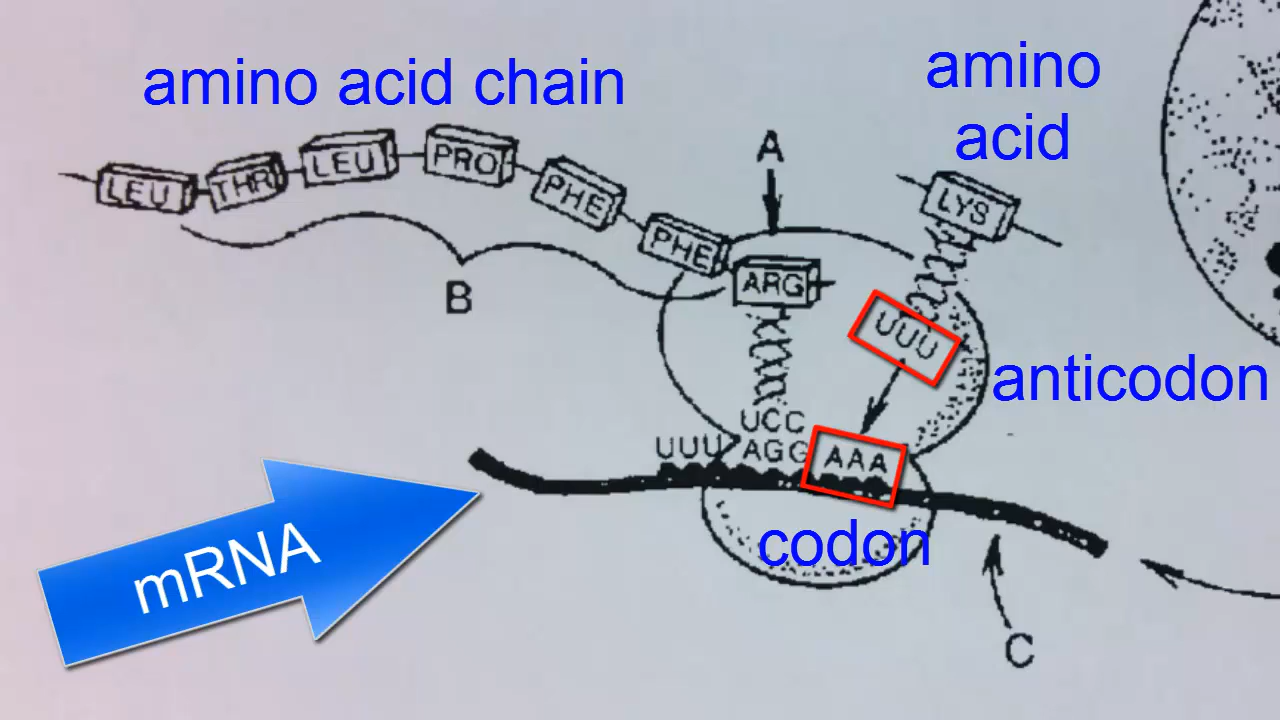 amino acid chain
amino
acid
A
LEU
THR
LEU
PRO
PHE
PHE
ARG
LYS
B
UUU
anticodon
UCC
UUU
AGG
AAA
codon
mRNA
C